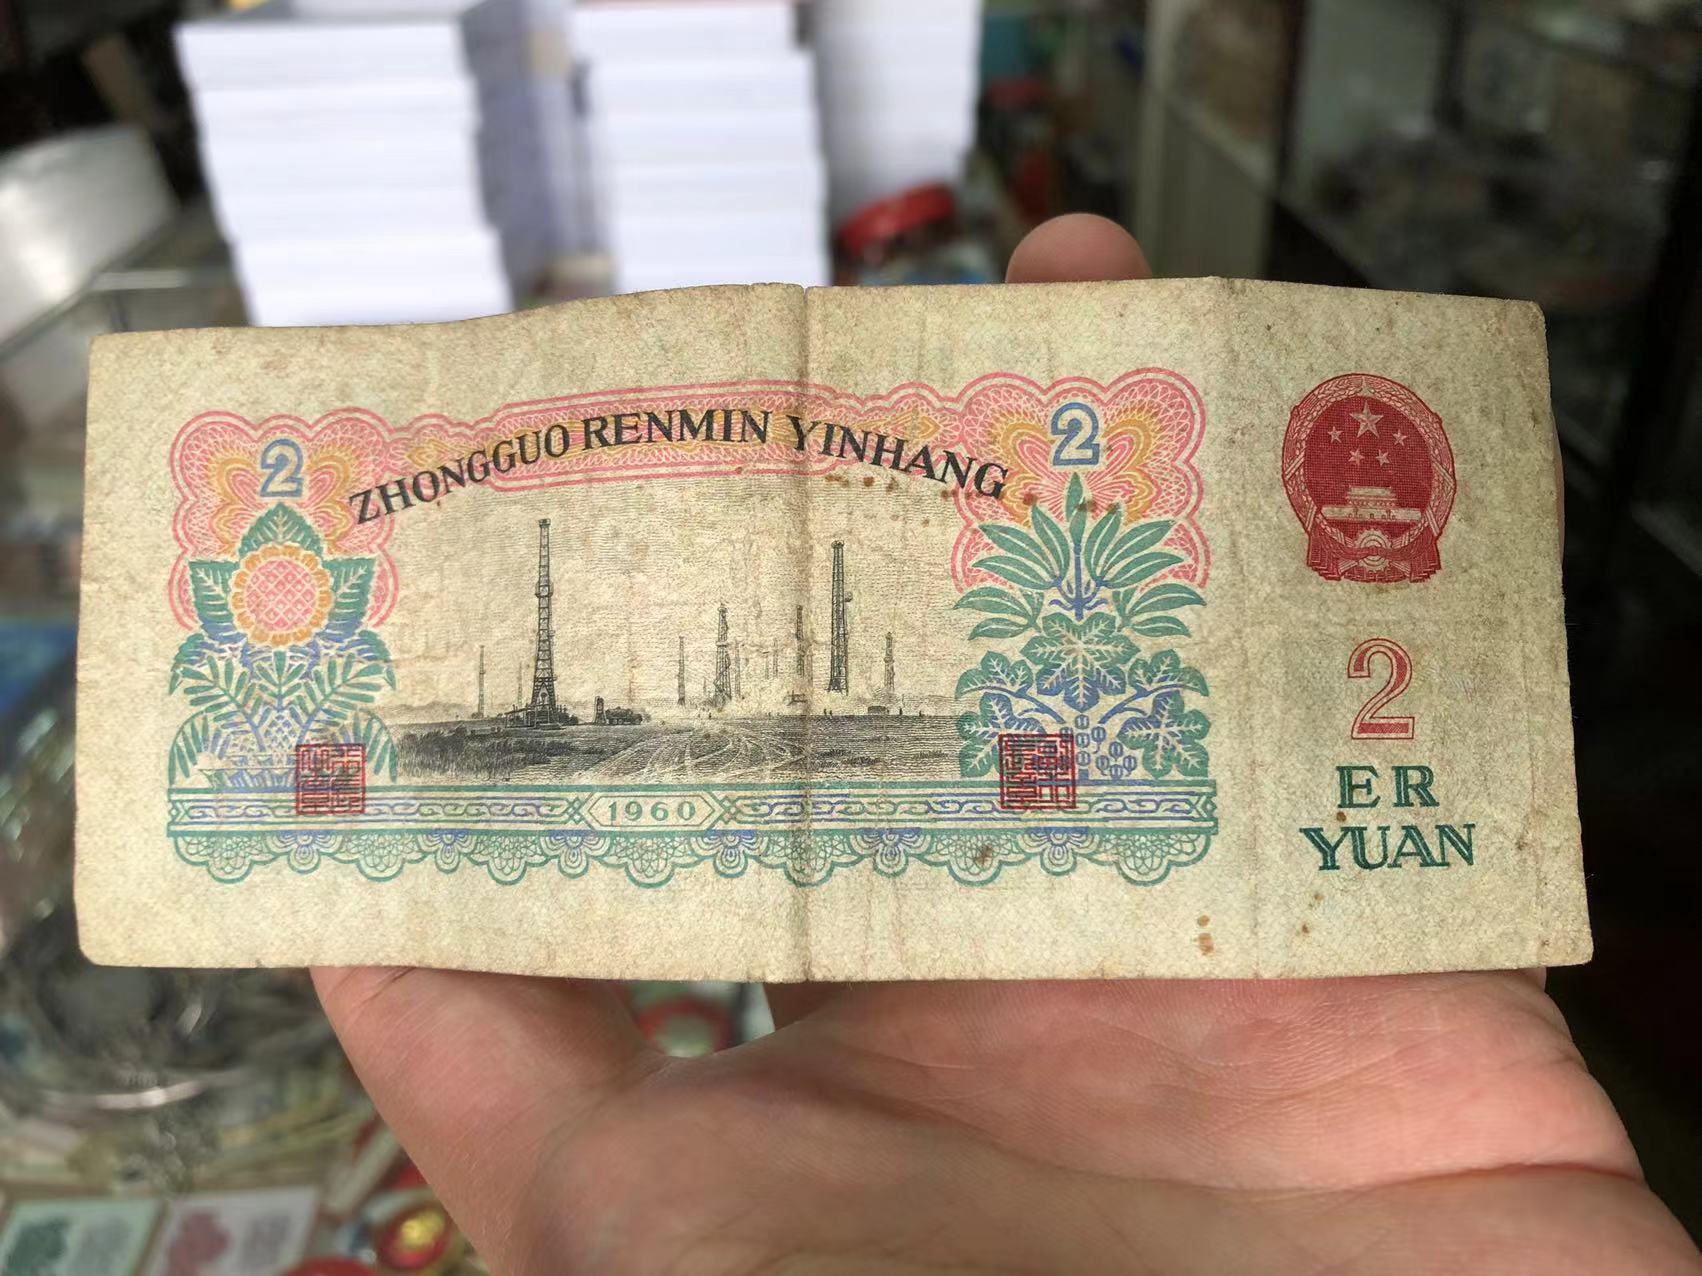 ZHONGGUO RENMIN YINHANG
2
2
1960
2
ER
YUAN